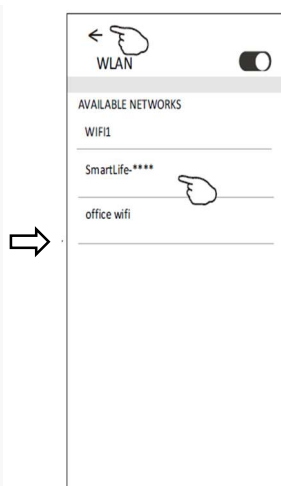 WLAN
AVAILABLE NETWORKS
WIFI1
SmartLife-****
office wifi